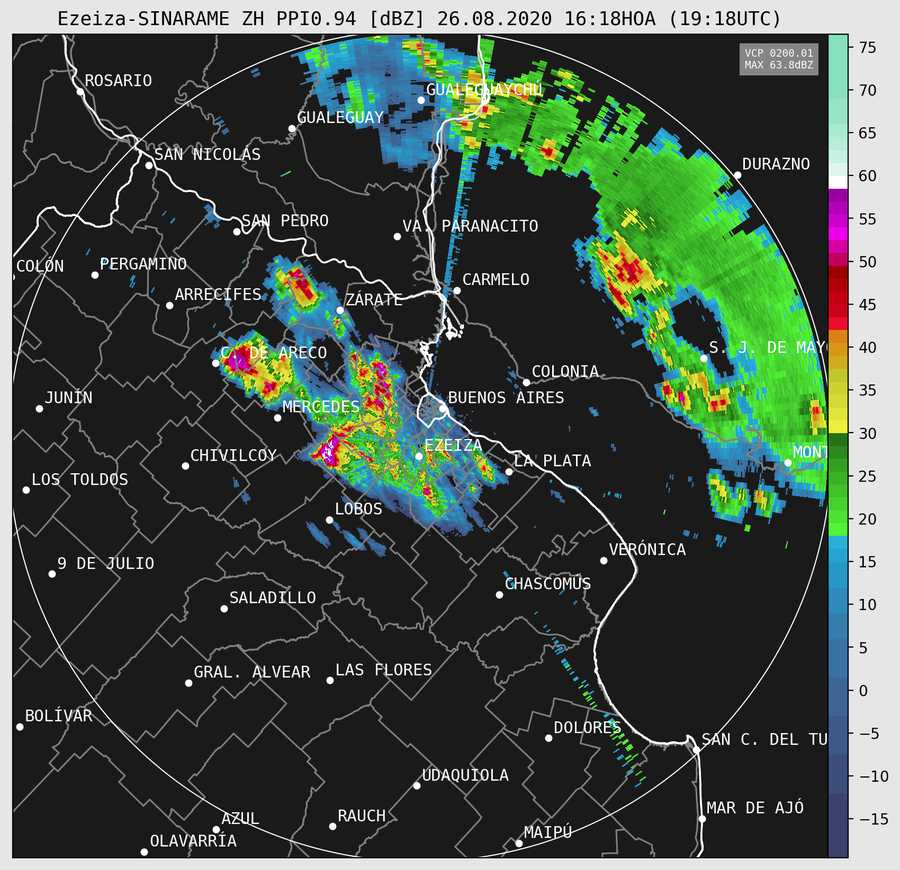 Ezeiza-SINARAME ZH PPI0.94 [dBZ] 26.08.2020 16:18HOA (19:18UTC)
VCP 0200.01
MAX 63.8dBZ
75
70
65
60
55
50
45
40
35
30
25
20
15
10
5
0
−5
−10
−15
ROSARIO
GUALEGUAYCHÚ
GUALEGUAY
SAN NICOLÁS
DURAZNO
SAN PEDRO
VA. PARANACITO
COLÓN
PERGAMINO
CARMELO
ARRECIFES
ZÁRATE
C. DE ARECO
S. J. DE MAY
COLONIA
JUNÍN
MERCEDES
BUENOS AIRES
EZEIZA
CHIVILCOY
LA PLATA
MONT
LOS TOLDOS
LOBOS
VERÓNICA
9 DE JULIO
CHASCOMÚS
SALADILLO
GRAL. ALVEAR
LAS FLORES
BOLÍVAR
DOLORES
SAN C. DEL TU
UDAQUIOLA
MAR DE AJÓ
AZUL
RAUCH
MAIPÚ
OLAVARRÍA